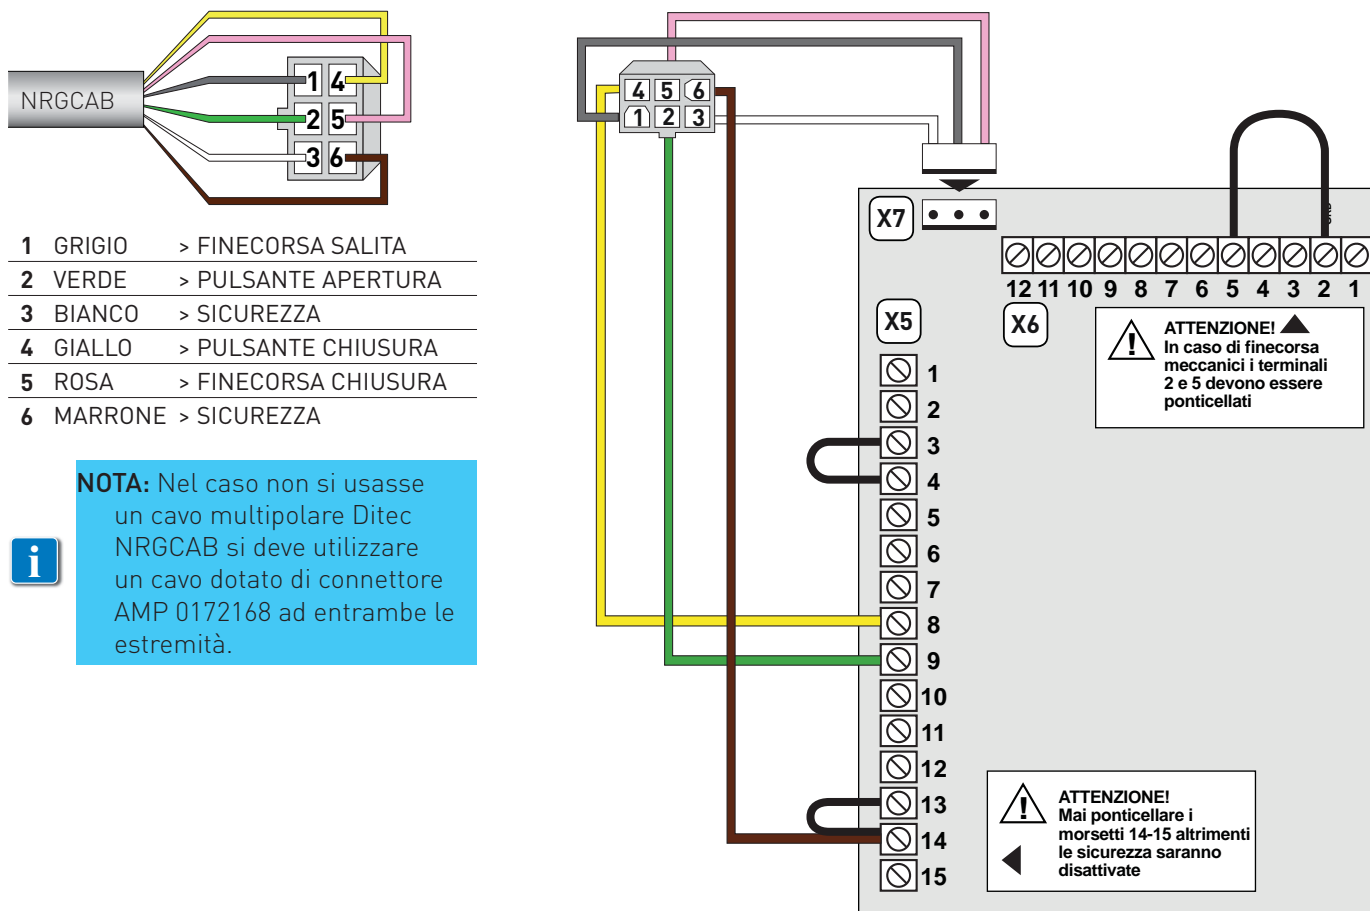 NRGCAB
1 4
2 5
3 6
1 GRIGIO > FINECORSA SALITA
2 VERDE > PULSANTE APERTURA
3 BIANCO > SICUREZZA
4 GIALLO > PULSANTE CHIUSURA
5 ROSA > FINECORSA CHIUSURA
6 MARRONE > SICUREZZA
i
NOTA: Nel caso non si usasse
un cavo multipolare Ditec
NRGCAB si deve utilizzare
un cavo dotato di connettore
AMP 0172168 ad entrambe le
estremità.
4 5 6
1 2 3
X7
12 11 10 9 8 7 6 5 4 3 2 1
X5
X6
ATTENZIONE!
In caso di finecorsa
meccanici i terminali
2 e 5 devono essere
ponticellati
1
2
3
4
5
6
7
8
9
10
11
12
13
14
15
ATTENZIONE!
Mai ponticellare i
morsetti 14-15 altrimenti
le sicurezza saranno
disattivate